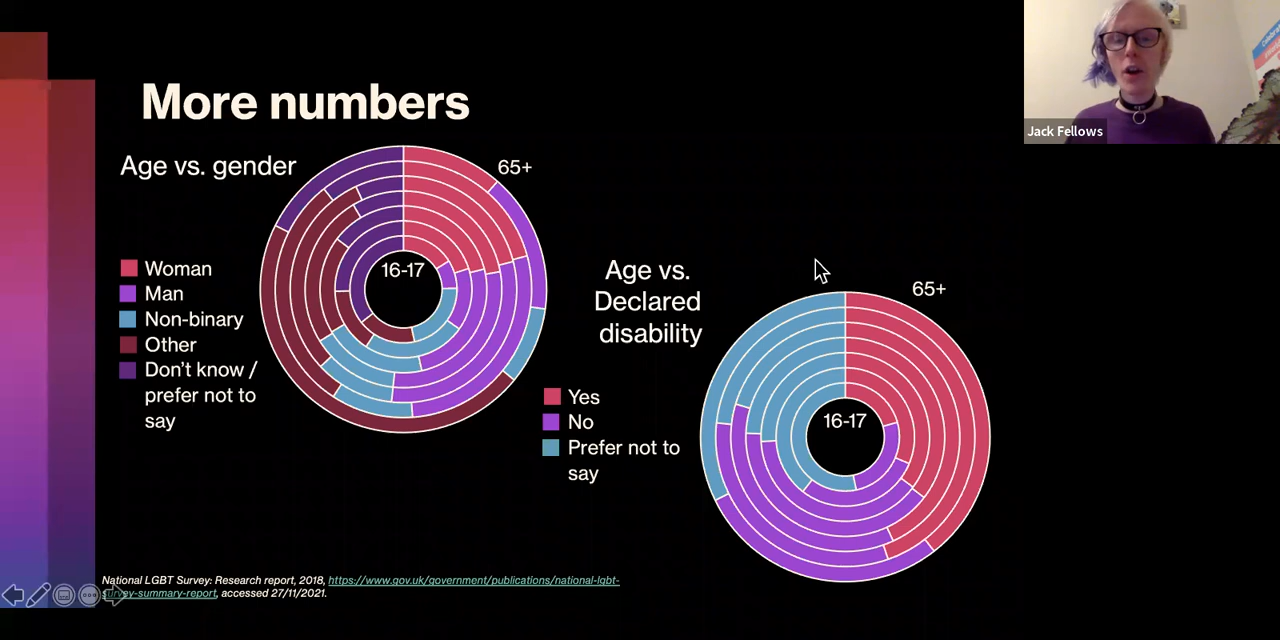 More numbers
Age vs. gender
65+
16-17
Woman
Man
Non-binary
Other
Don't know /
prefer not to
say
Age vs.
Declared
disability
65+
16-17
Yes
No
Prefer not to
say
National LGBT Survey: Research report, 2018, https://www.gov.uk/government/publications/national-lgbt-
survey-summary-report, accessed 27/11/2021.
Jack Fellows